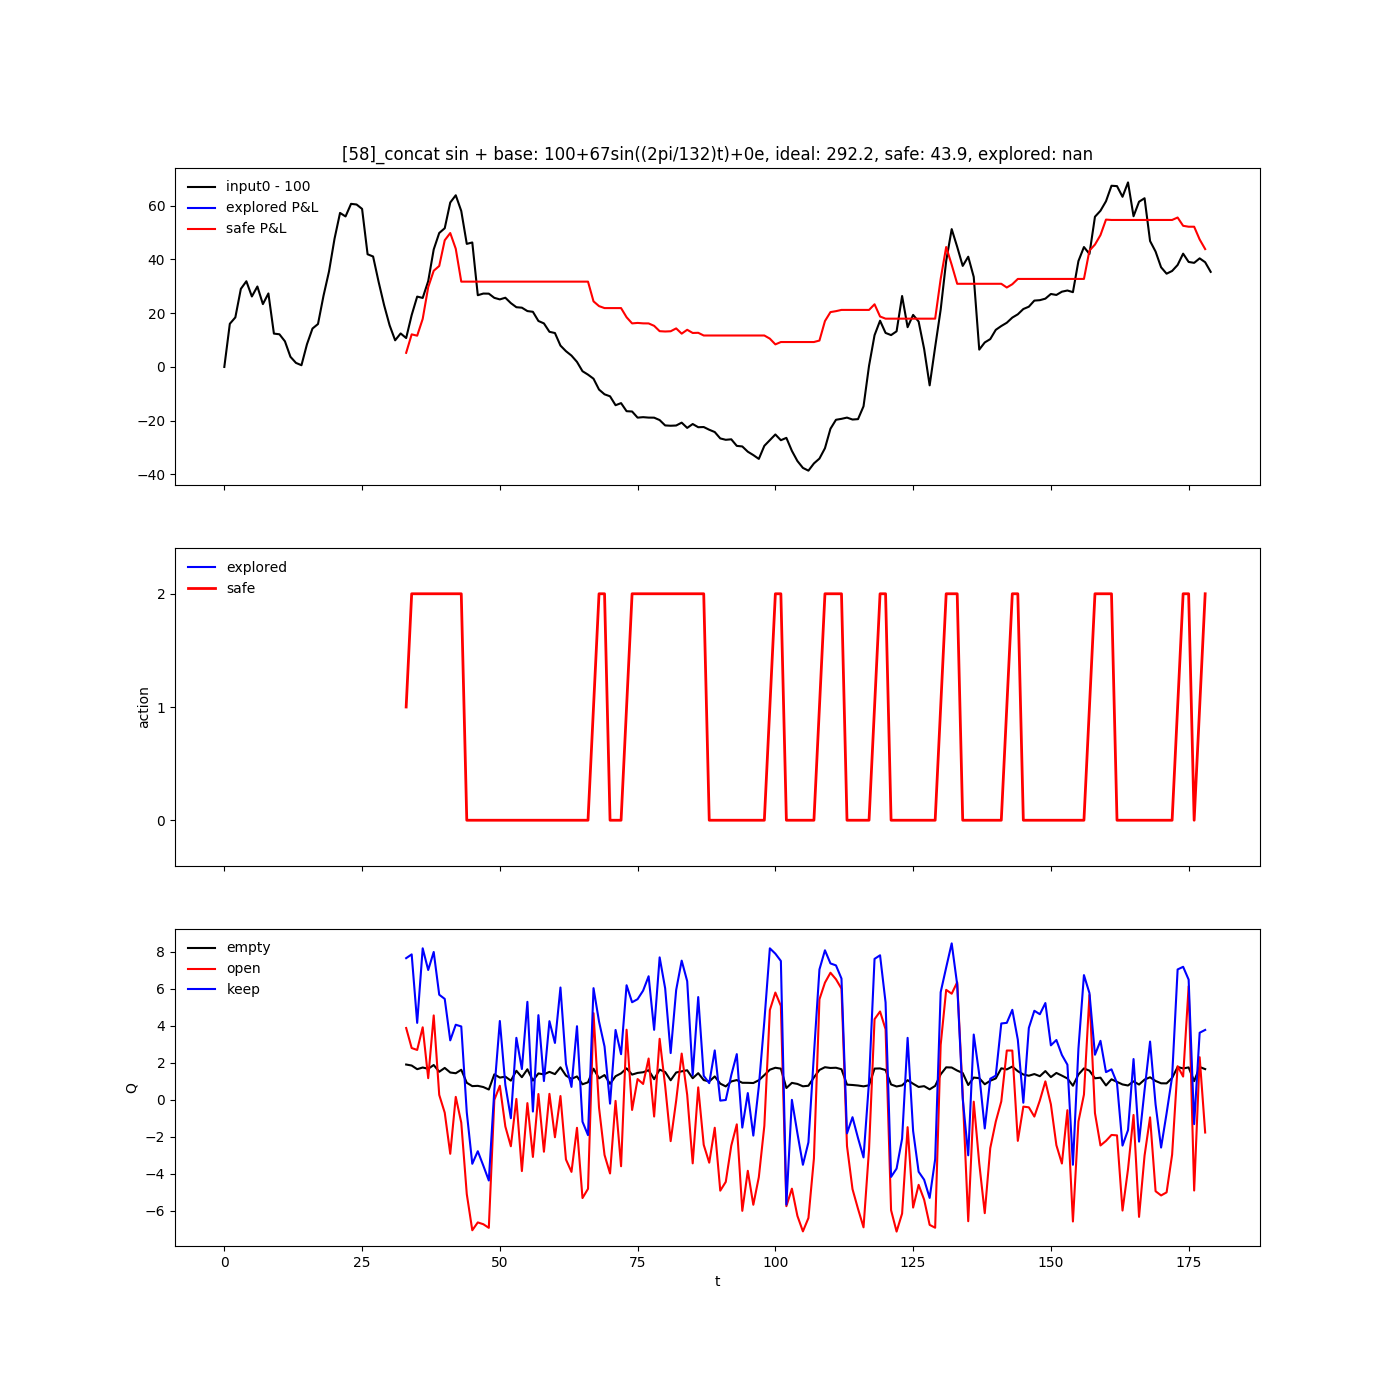 [58]_concat sin + base: 100+67sin((2pi/132)t)+0e, ideal: 292.2, safe: 43.9, explored: nan
input0 - 100
explored P&L
safe P&L
60
40
20
0
−20
−40
explored
safe
2
1
0
action
empty
open
keep
8
6
4
2
0
−2
−4
−6
Q
0 25 50 75 100 125 150 175
t